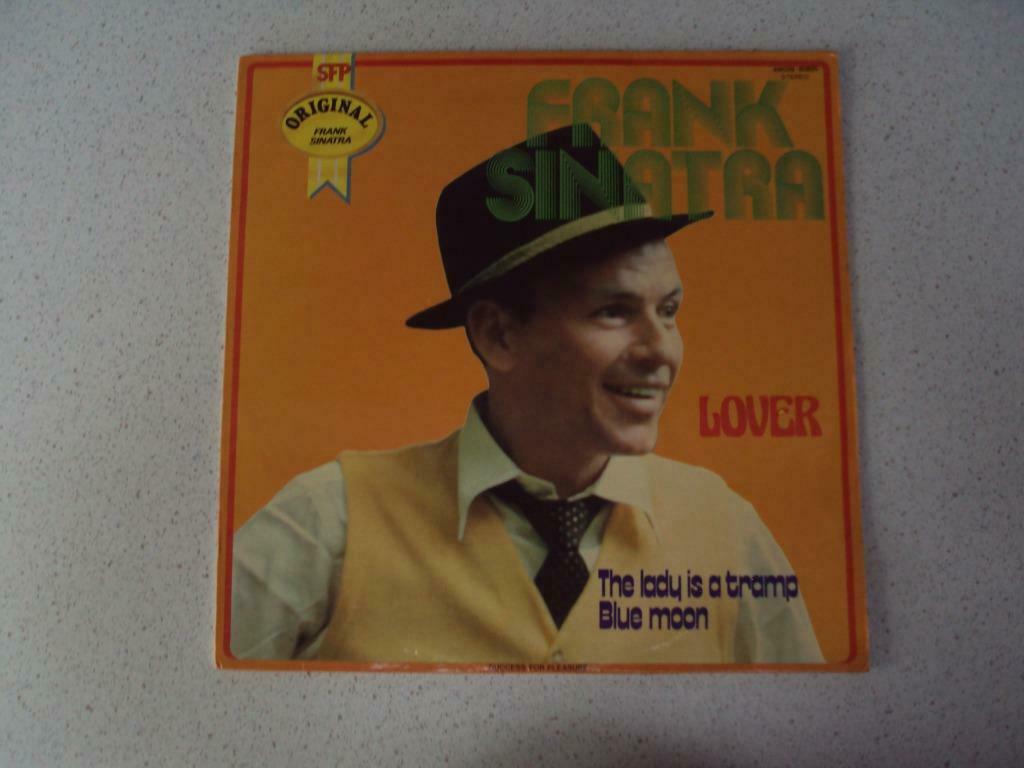 SFP
ORIGINAL
FRANK
SINATRA
STEREO
FRANK
SINATRA
LOVER
The lady is a tramp
Blue moon
SUCCESS FOR PLEASURE